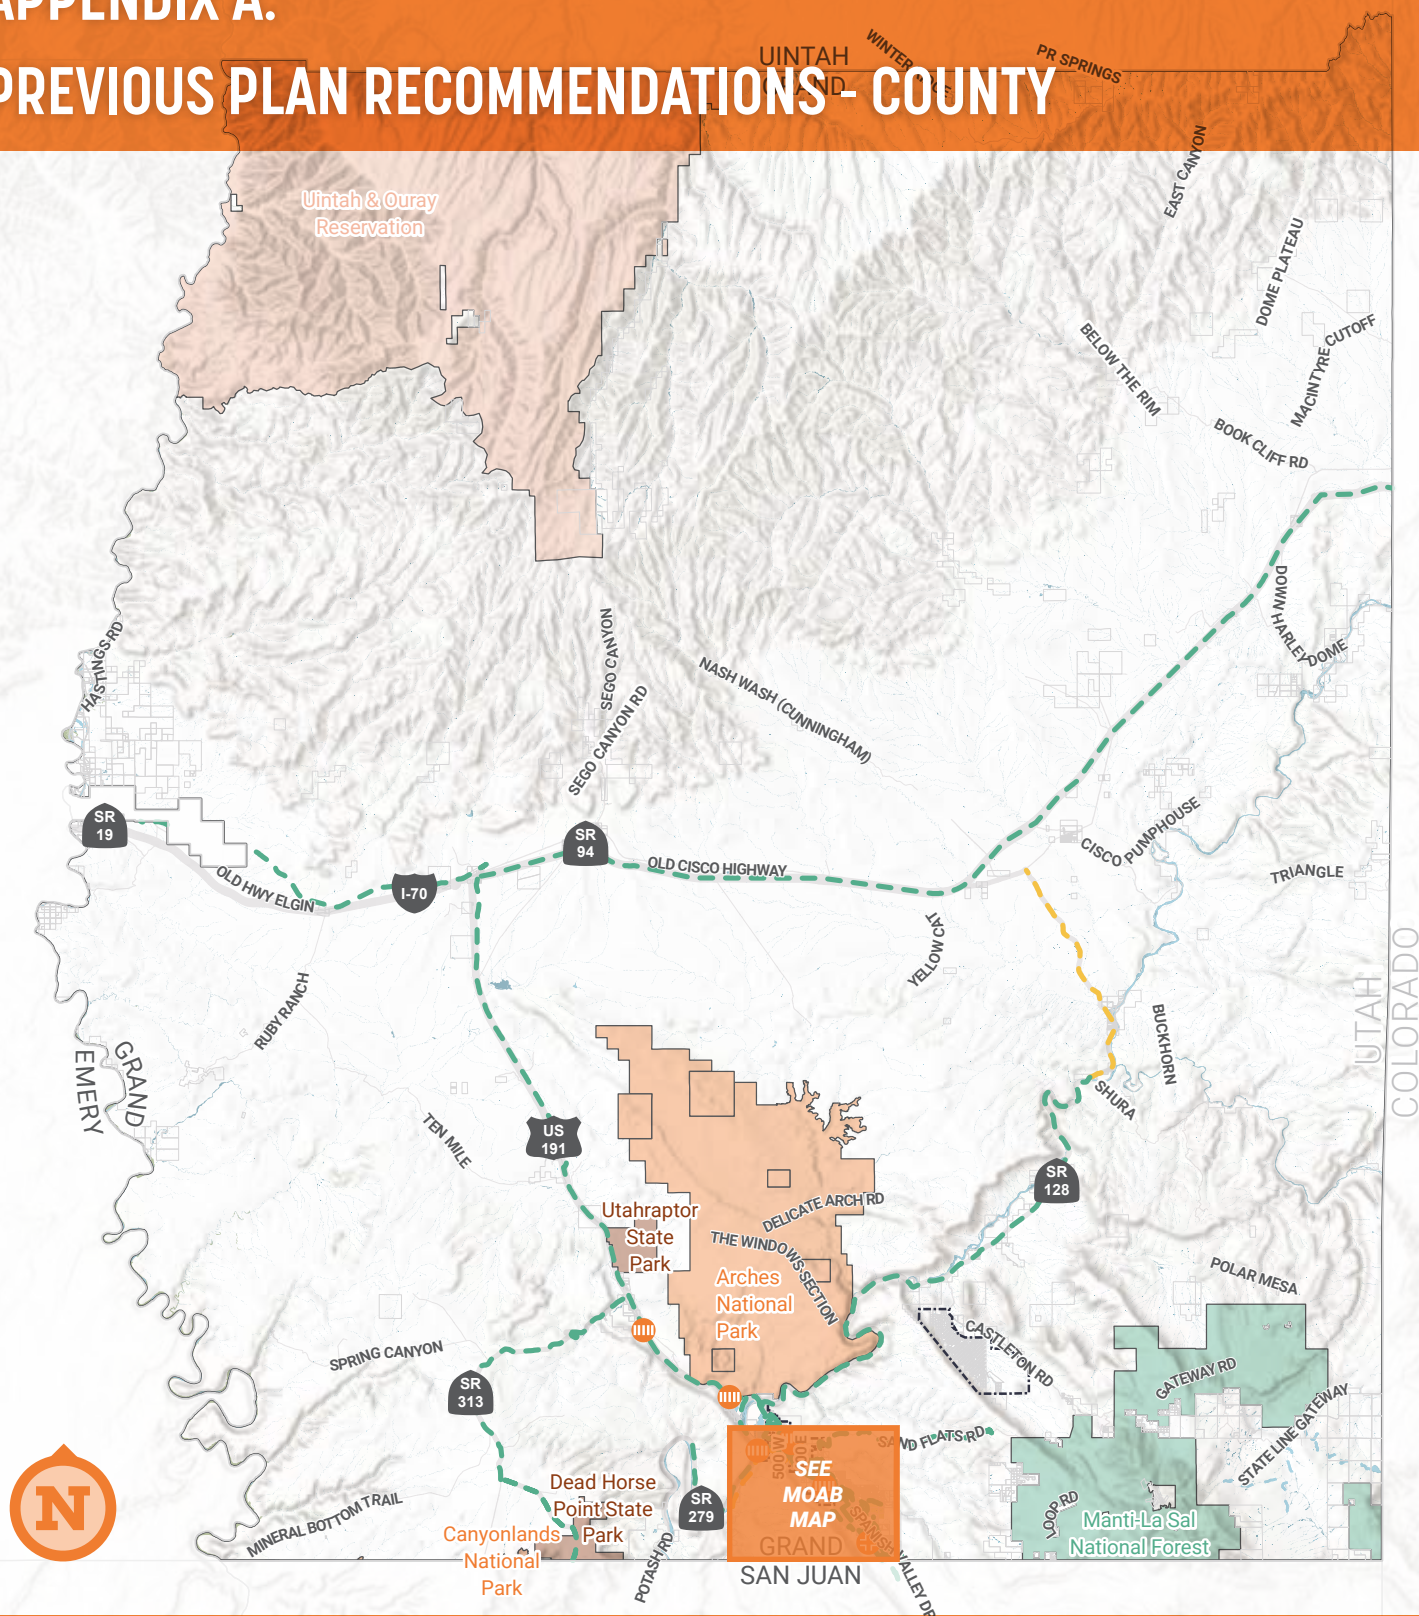 APPENDIX A:
PREVIOUS PLAN RECOMMENDATIONS - COUNTY
UINTAH
GRAND
PR SPRINGS
EAST CANYON
Uintah & Ouray
Reservation
DOME PLATEAU
BELOW THE RIM
MACINTYRE CUTOFF
BOOK CLIFF RD
DOWN HARLEY
DOME
HASTINGS RD
SEGO CANYON
SEGO CANYON RD
NASH WASH (CUNNINGHAM)
SR
19
SR
94
OLD CISCO HIGHWAY
CISCO PUMPHOUSE
TRIANGLE
OLD HWY ELGIN
I-70
YELLOW CAT
RUBY RANCH
BUCKHORN
UTAH
COLORADO
GRAND
EMERY
SHURA
TEN MILE
US
191
SR
128
DELICATE ARCH RD
Utahraptor
State
Park
THE WINDOWS SECTION
Arches
National
Park
POLAR MESA
CASTLETON RD
SPRING CANYON
GATEWAY RD
SR
313
STATE LINE GATEWAY
SAND FLATS RD
500 W
SEE
MOAB
MAP
Dead Horse
Point State
Park
SR
279
N
MINERAL BOTTOM TRAIL
LOOP RD
Manti-La Sal
National Forest
Canyonlands
National
Park
POTASH RD
SPANISH VALLEY DR
GRAND
SAN JUAN